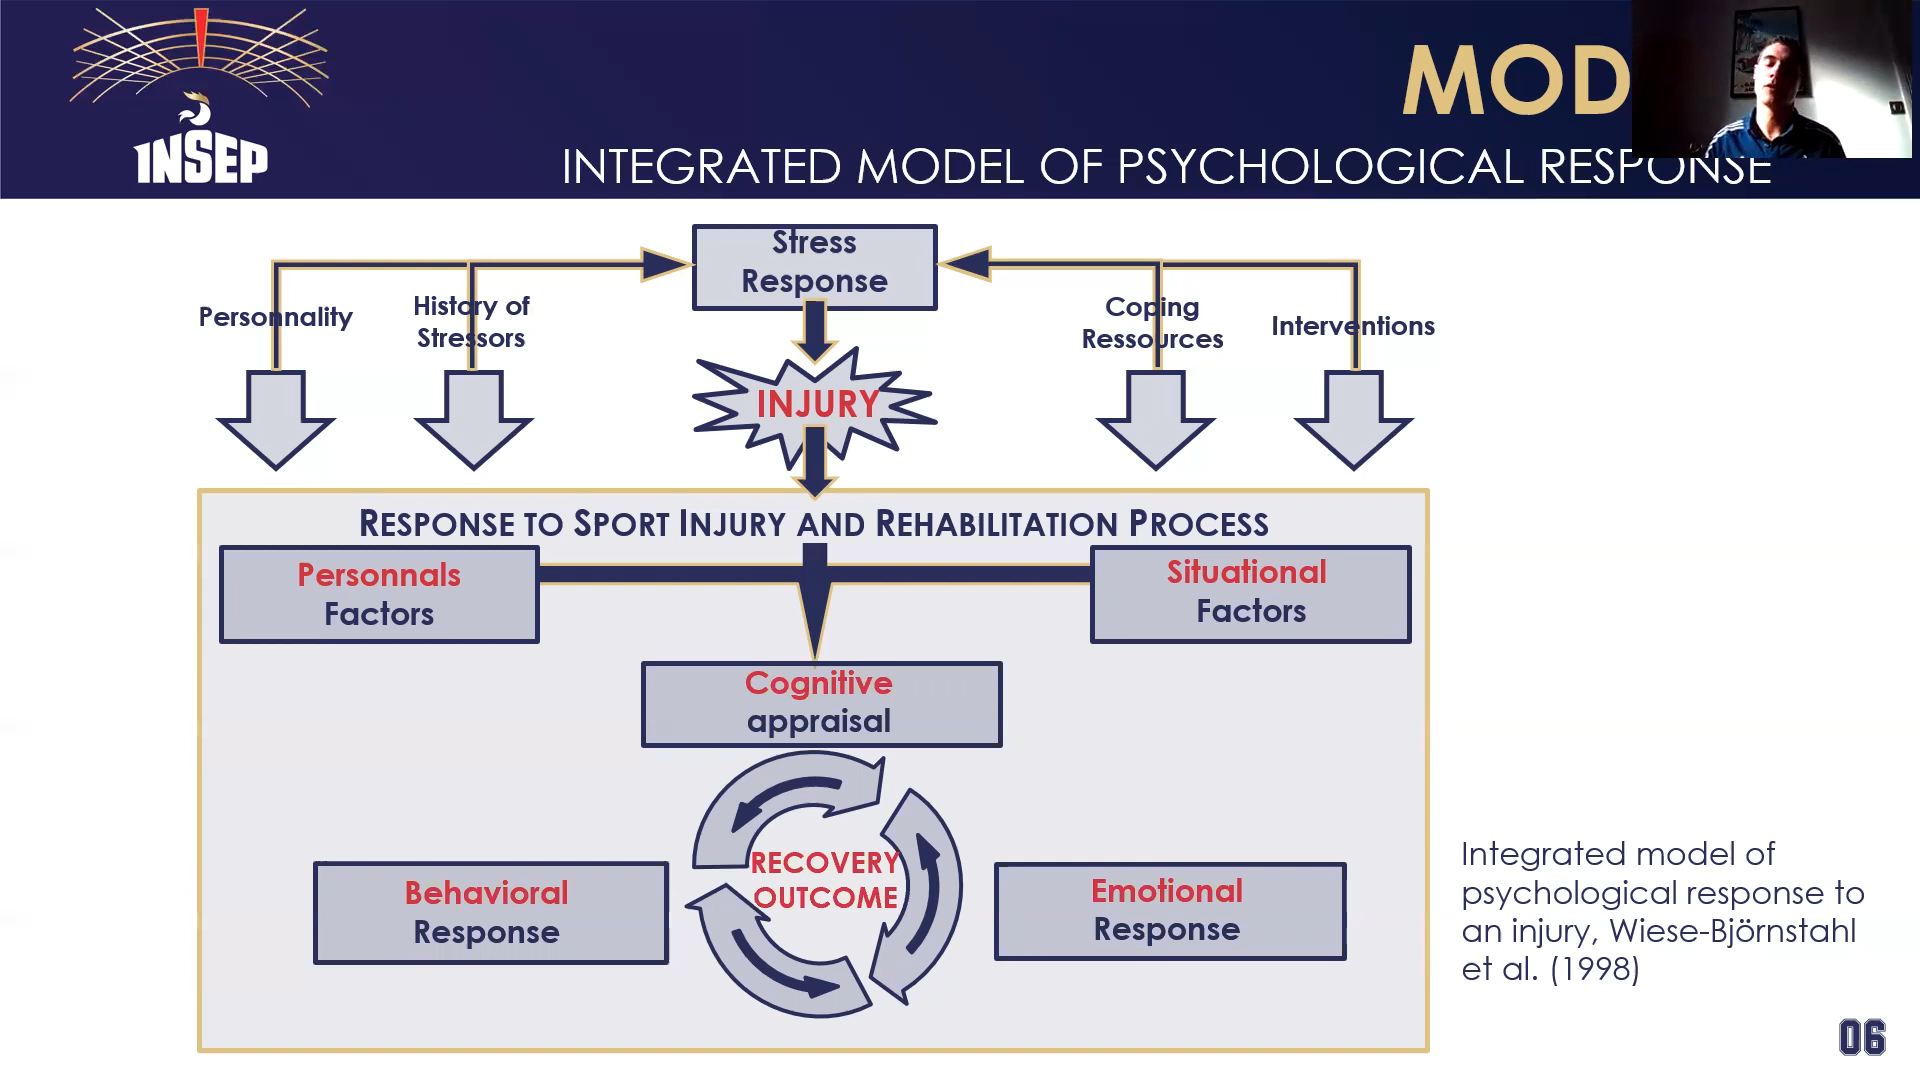 INSEP
MOD
INTEGRATED MODEL OF PSYCHOLOGICAL RESPONSE
Stress
Response
Personnality
History of
Stressors
Coping
Ressources
Interventions
INJURY
RESPONSE TO SPORT INJURY AND REHABILITATION PROCESS
Personnals
Factors
Situational
Factors
Cognitive
appraisal
RECOVERY
OUTCOME
Behavioral
Response
Emotional
Response
Integrated model of
psychological response to
an injury, Wiese-Björnstahl
et al. (1998)
06